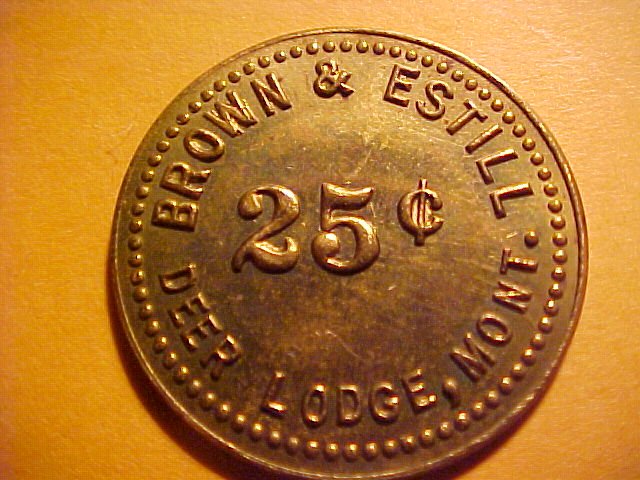 BROWN & ESTILL
25¢
DEER LODGE, MONT.